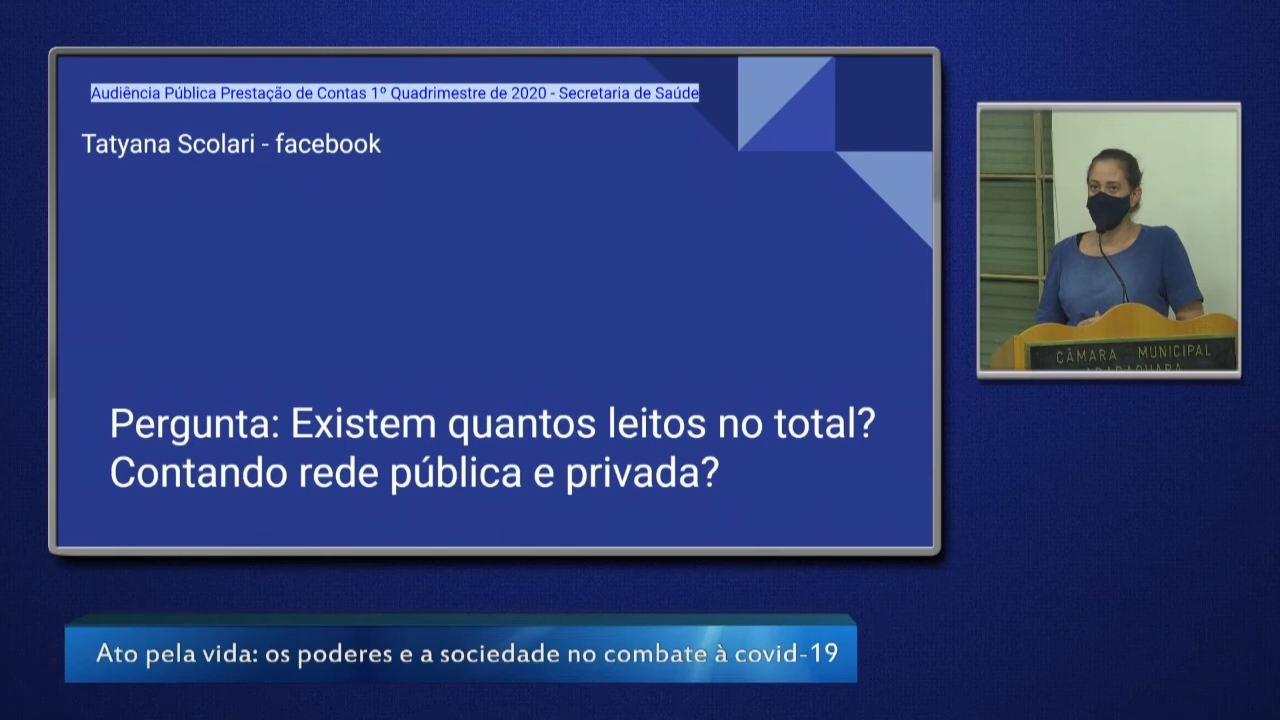 Audiência Pública Prestação de Contas 1º Quadrimestre de 2020 - Secretaria de Saúde
Tatyana Scolari - facebook
Pergunta: Existem quantos leitos no total?
Contando rede pública e privada?
CÂMARA MUNICIPAL
ARARAQUARA
Ato pela vida: os poderes e a sociedade no combate à covid-19